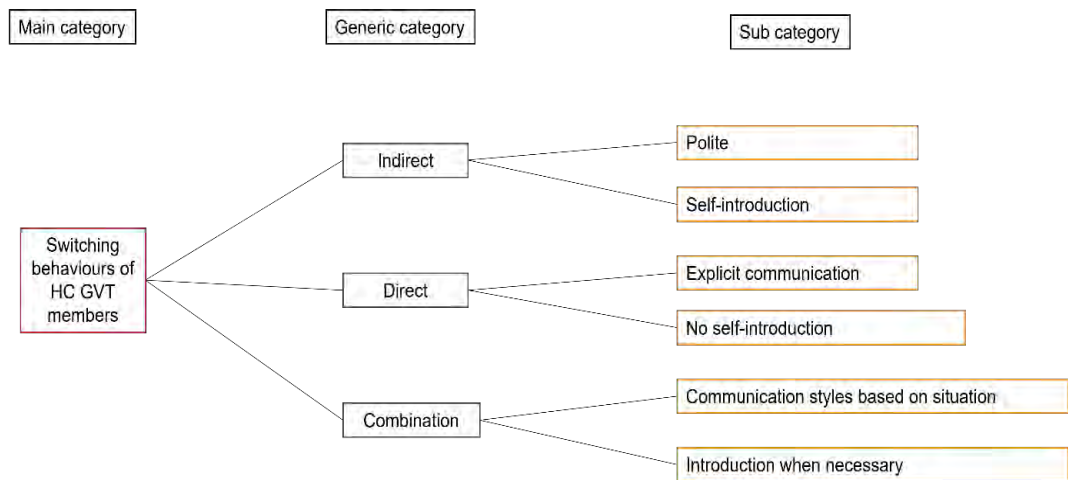 Main category
Generic category
Sub category
Switching
behaviours of
HC GVT
members
Indirect
Polite
Self-introduction
Direct
Explicit communication
No self-introduction
Combination
Communication styles based on situation
Introduction when necessary